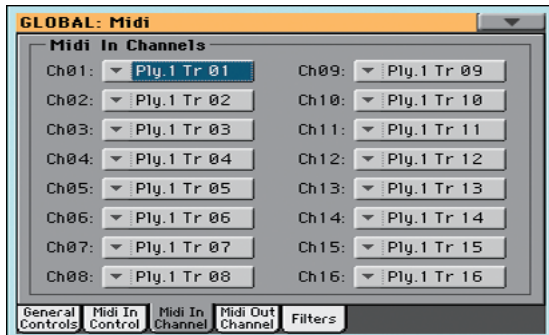 GLOBAL: Midi
Midi In Channels
Ch01: Ply.1 Tr 01
Ch09: Ply.1 Tr 09
Ch02: Ply.1 Tr 02
Ch10: Ply.1 Tr 10
Ch03: Ply.1 Tr 03
Ch11: Ply.1 Tr 11
Ch04: Ply.1 Tr 04
Ch12: Ply.1 Tr 12
Ch05: Ply.1 Tr 05
Ch13: Ply.1 Tr 13
Ch06: Ply.1 Tr 06
Ch14: Ply.1 Tr 14
Ch07: Ply.1 Tr 07
Ch15: Ply.1 Tr 15
Ch08: Ply.1 Tr 08
Ch16: Ply.1 Tr 16
General Controls
Midi In Control
Midi In Channel
Midi Out Channel
Filters